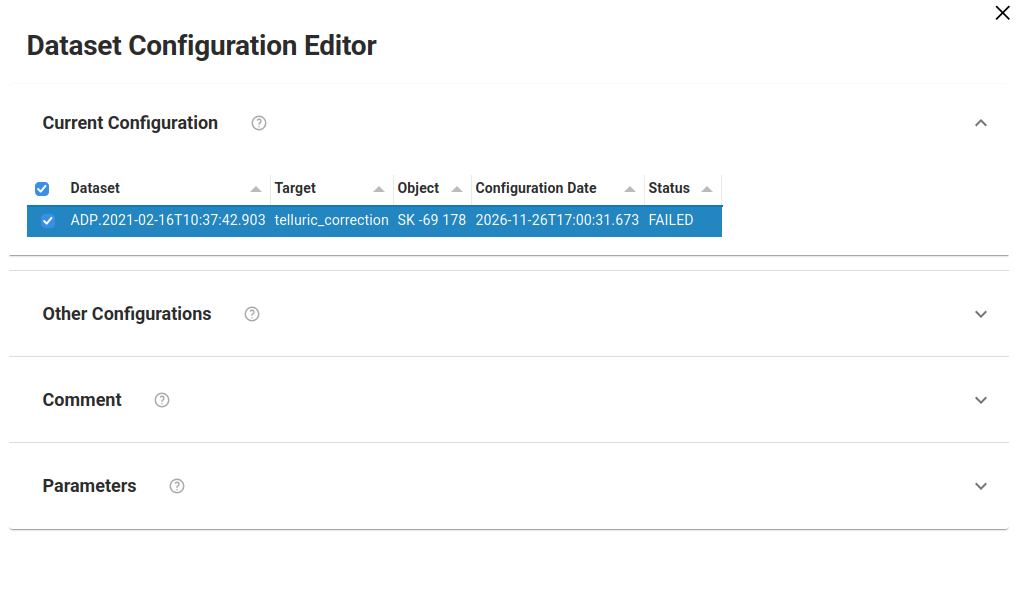 Dataset Configuration Editor
Current Configuration ?
Dataset Target Object Configuration Date Status
ADP.2021-02-16T10:37:42.903 telluric_correction SK -69 178 2026-11-26T17:00:31.673 FAILED
Other Configurations ?
Comment ?
Parameters ?